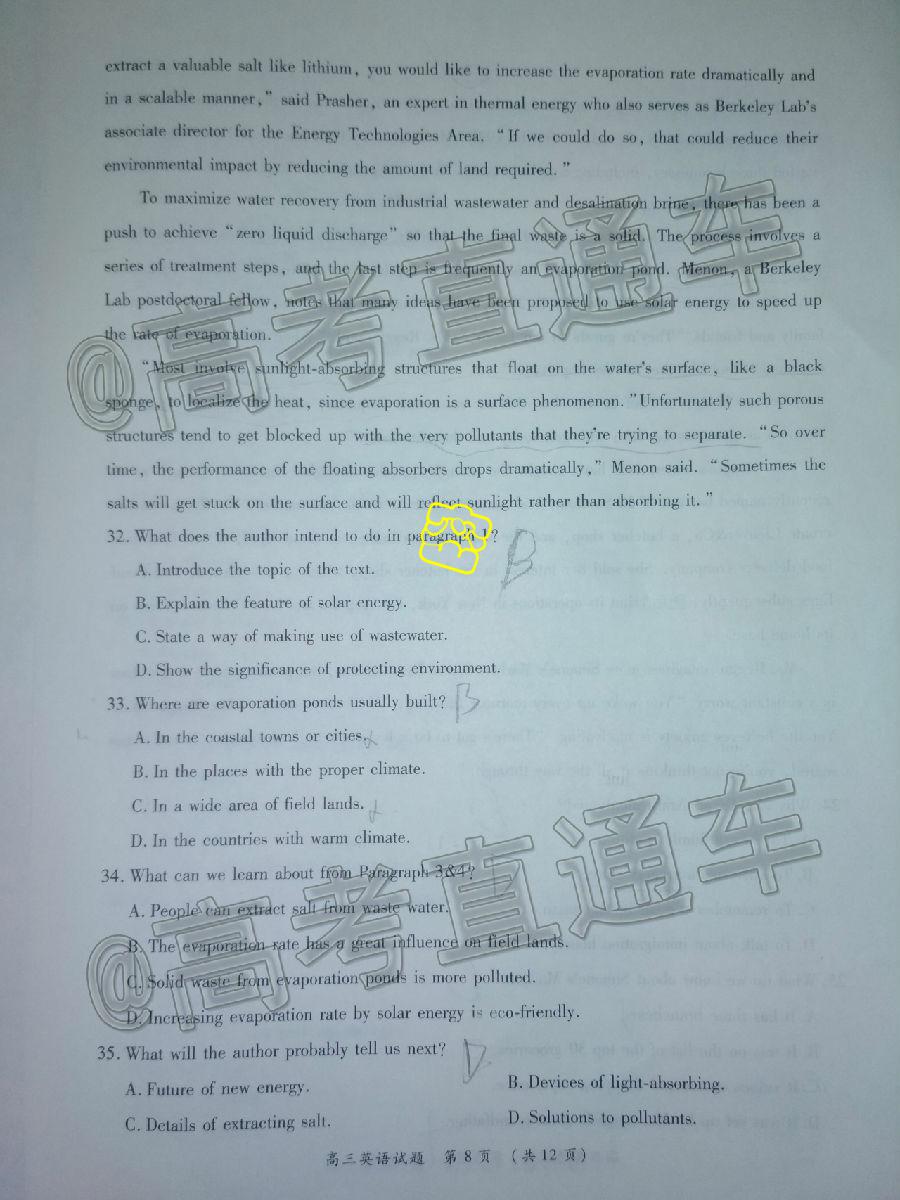 extract a valuable salt like lithium, you would like to increase the evaporation rate dramatically and
in a scalable manner," said Prasher, an expert in thermal energy who also serves as Berkeley Lab's
associate director for the Energy Technologies Area. "If we could do so, that could reduce their
environmental impact by reducing the amount of land required."
To maximize water recovery from industrial wastewater and desalination brine, there has been a
push to achieve "zero liquid discharge" so that the final waste is a solid. The process involves a
series of treatment steps, and the last step is frequently an evaporation pond. Menon, a Berkeley
Lab postdoctoral fellow, notes that many ideas have been proposed to use solar energy to speed up
the rate of evaporation.
"Most involve sunlight-absorbing structures that float on the water's surface, like a black
sponge, to localize the heat, since evaporation is a surface phenomenon."Unfortunately such porous
structures tend to get blocked up with the very pollutants that they're trying to separate. "So over
time, the performance of the floating absorbers drops dramatically," Menon said. "Sometimes the
salts will get stuck on the surface and will reflect sunlight rather than absorbing it."
32. What does the author intend to do in paragraph 1? B
A. Introduce the topic of the text.
B. Explain the feature of solar energy.
C. State a way of making use of wastewater.
D. Show the significance of protecting environment.
33. Where are evaporation ponds usually built? B
A. In the coastal towns or cities.
B. In the places with the proper climate.
C. In a wide area of field lands.
D. In the countries with warm climate.
34. What can we learn about from Paragraph 3&4?
A. People can extract salt from waste water.
B. The evaporation rate has a great influence on field lands.
C. Solid waste from evaporation ponds is more polluted.
D. Increasing evaporation rate by solar energy is eco-friendly.
35. What will the author probably tell us next? D
A. Future of new energy. B. Devices of light-absorbing.
C. Details of extracting salt. D. Solutions to pollutants.
高三英语试题 第 8 页 (共 12 页)
@高考直通车
@高考直通车